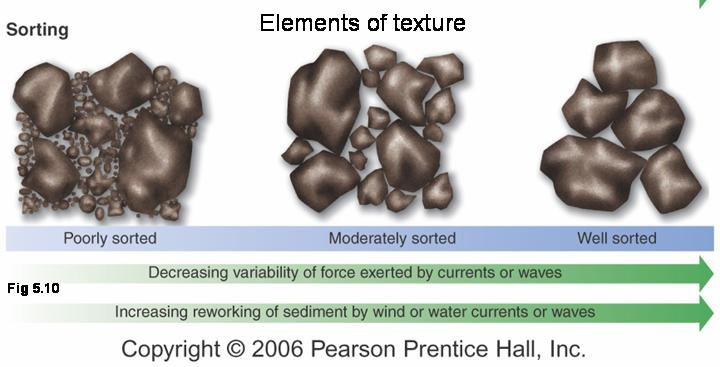 Elements of texture
Sorting
Poorly sorted
Moderately sorted
Well sorted
Decreasing variability of force exerted by currents or waves
Fig 5.10
Increasing reworking of sediment by wind or water currents or waves
Copyright © 2006 Pearson Prentice Hall, Inc.